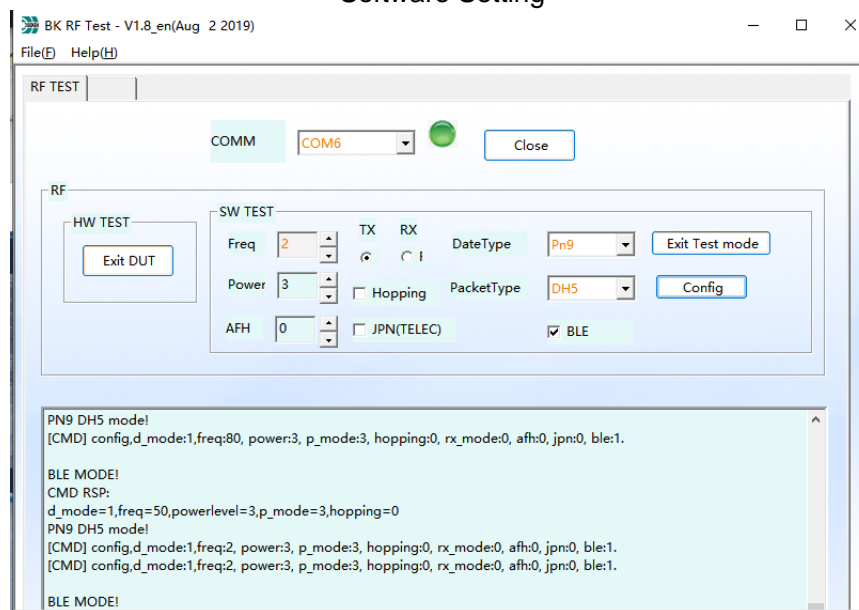 Software Setting
BK RF Test - V1.8_en(Aug 2 2019)
File(F) Help(H)
RF TEST
COMM COM6 Close
RF
HW TEST
Exit DUT
SW TEST
Freq 2 TX RX DateType Pn9 Exit Test mode
Power 3 Hopping PacketType DH5 Config
AFH 0 JPN(TELEC) BLE
PN9 DH5 mode!
[CMD] config,d_mode:1,freq:80, power:3, p_mode:3, hopping:0, rx_mode:0, afh:0, jpn:0, ble:1.
BLE MODE!
CMD RSP:
d_mode=1,freq=50,powerlevel=3,p_mode=3,hopping=0
PN9 DH5 mode!
[CMD] config,d_mode:1,freq:2, power:3, p_mode:3, hopping:0, rx_mode:0, afh:0, jpn:0, ble:1.
[CMD] config,d_mode:1,freq:2, power:3, p_mode:3, hopping:0, rx_mode:0, afh:0, jpn:0, ble:1.
BLE MODE!